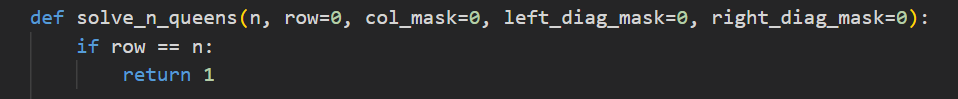 def solve_n_queens(n, row=0, col_mask=0, left_diag_mask=0, right_diag_mask=0):
    if row == n:
        return 1